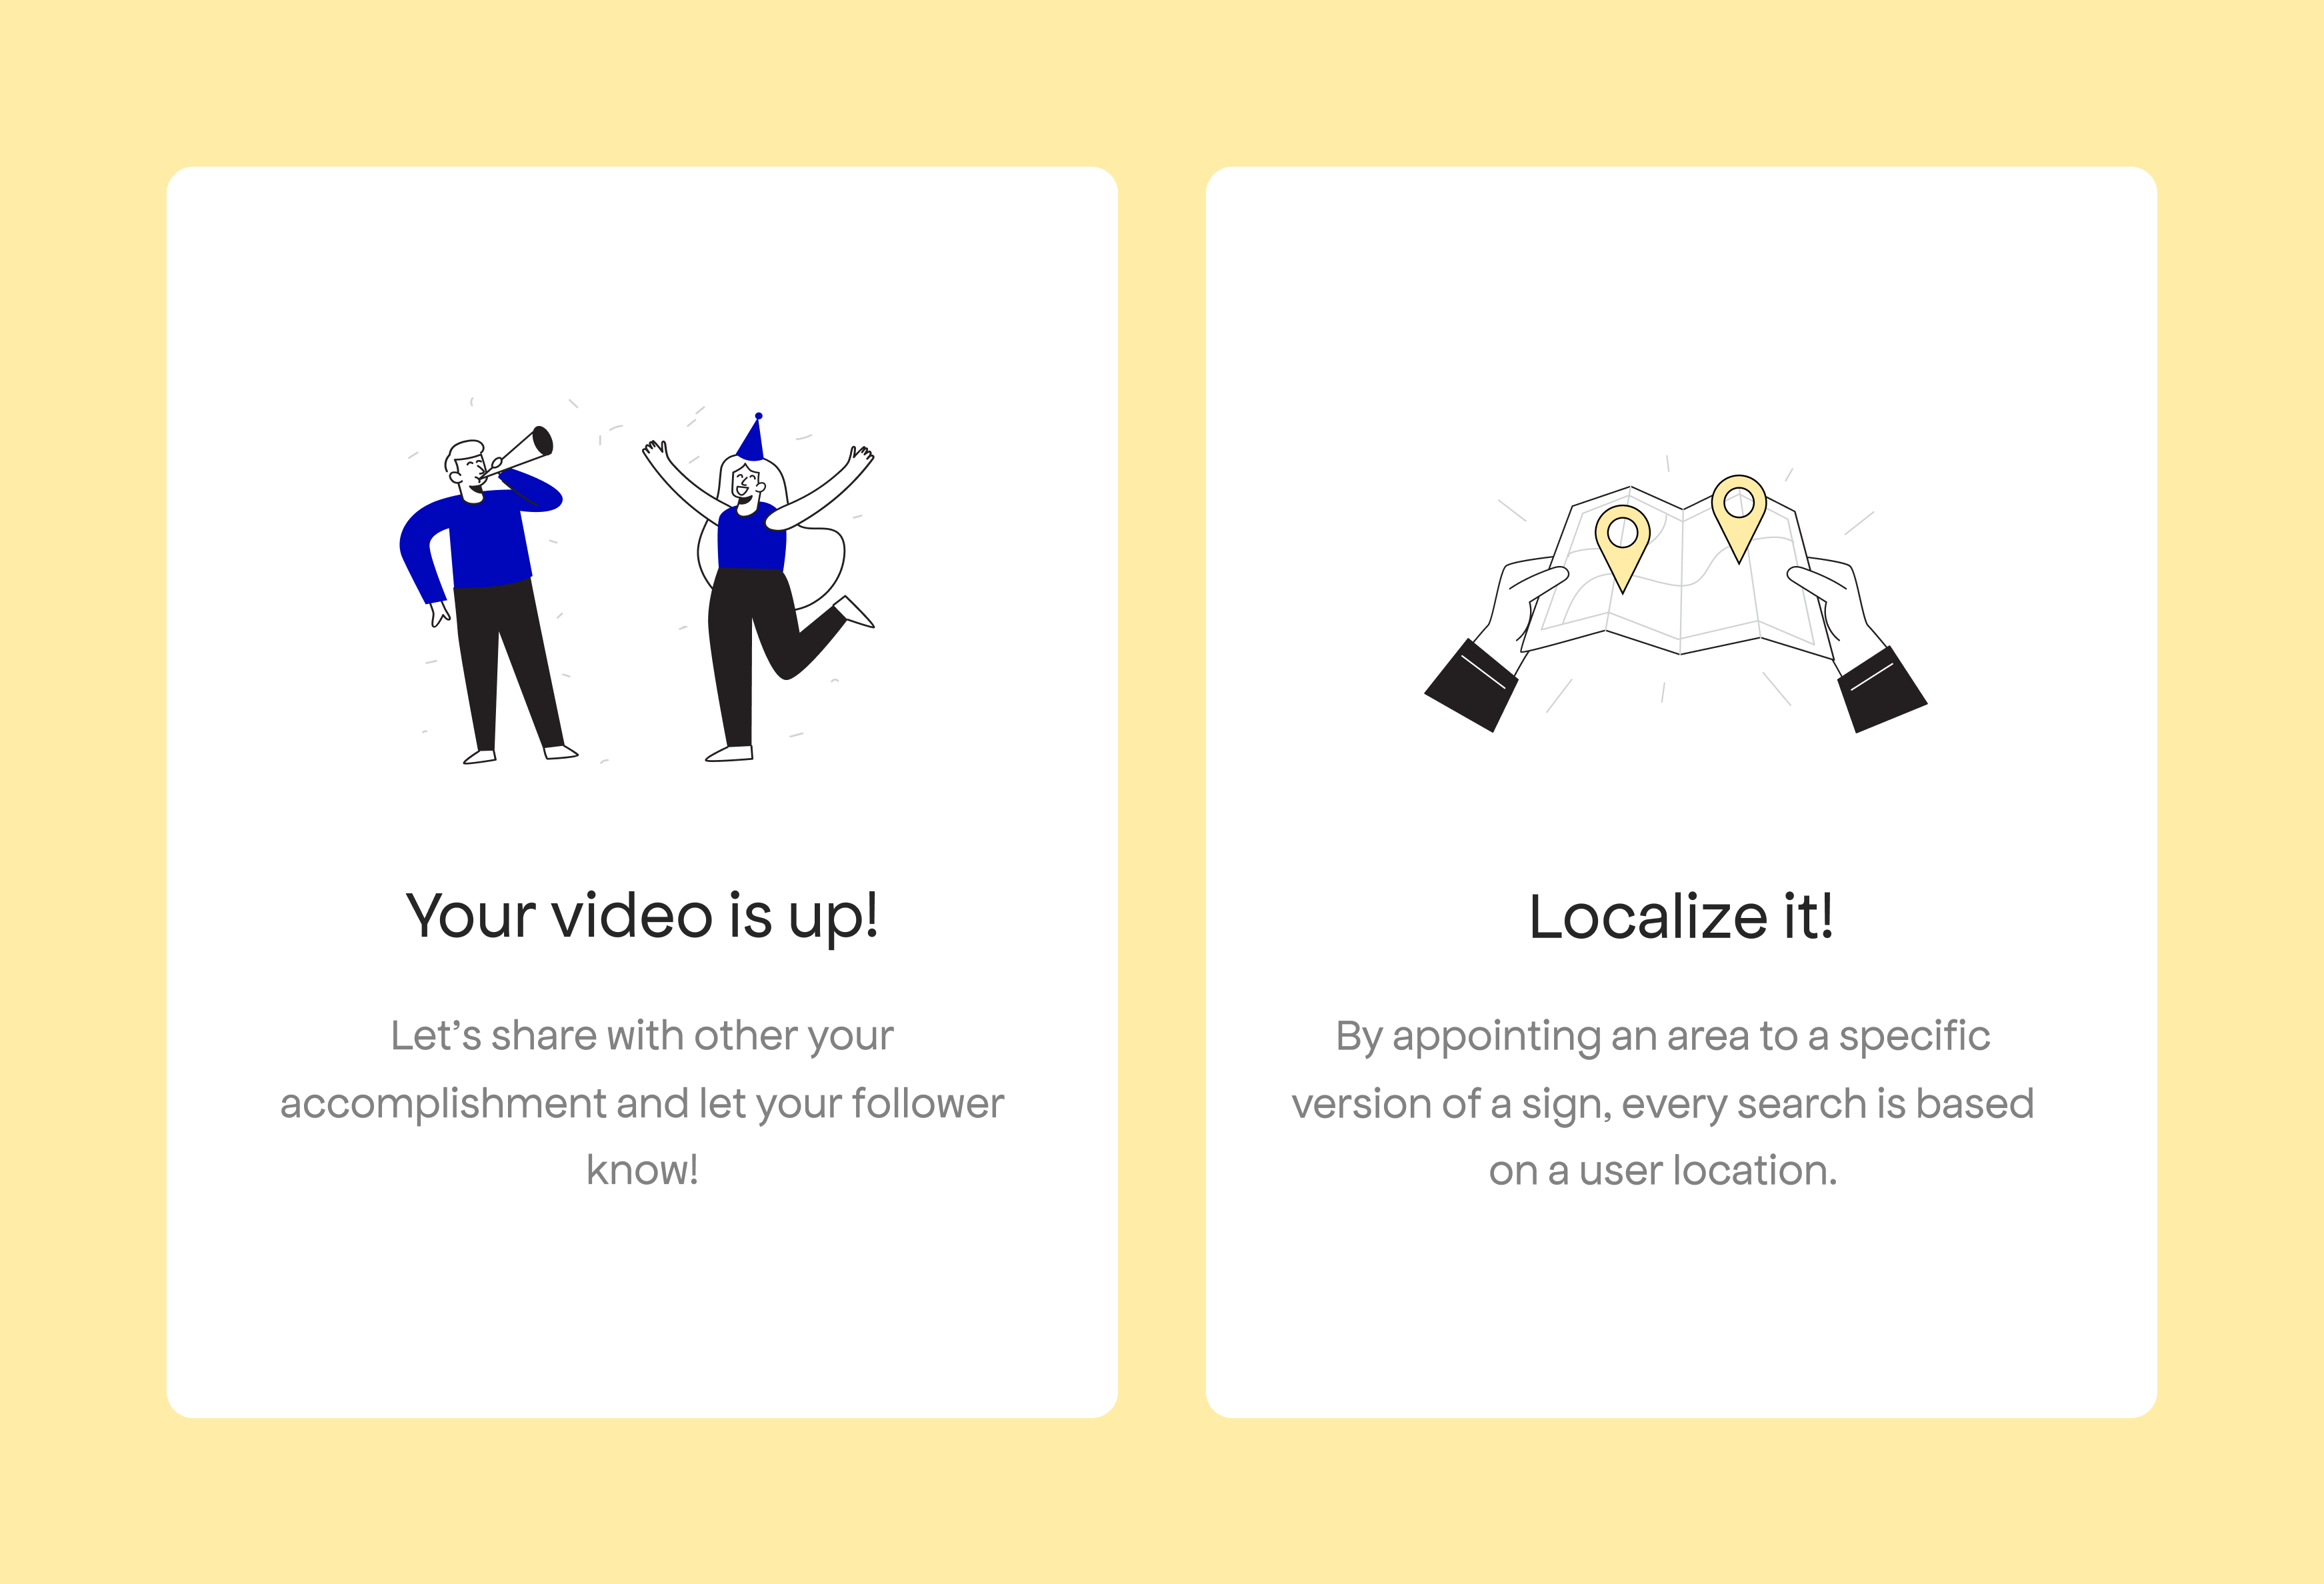 Your video is up!
Let’s share with other your
accomplishment and let your follower
know!
Localize it!
By appointing an area to a specific
version of a sign, every search is based
on a user location.